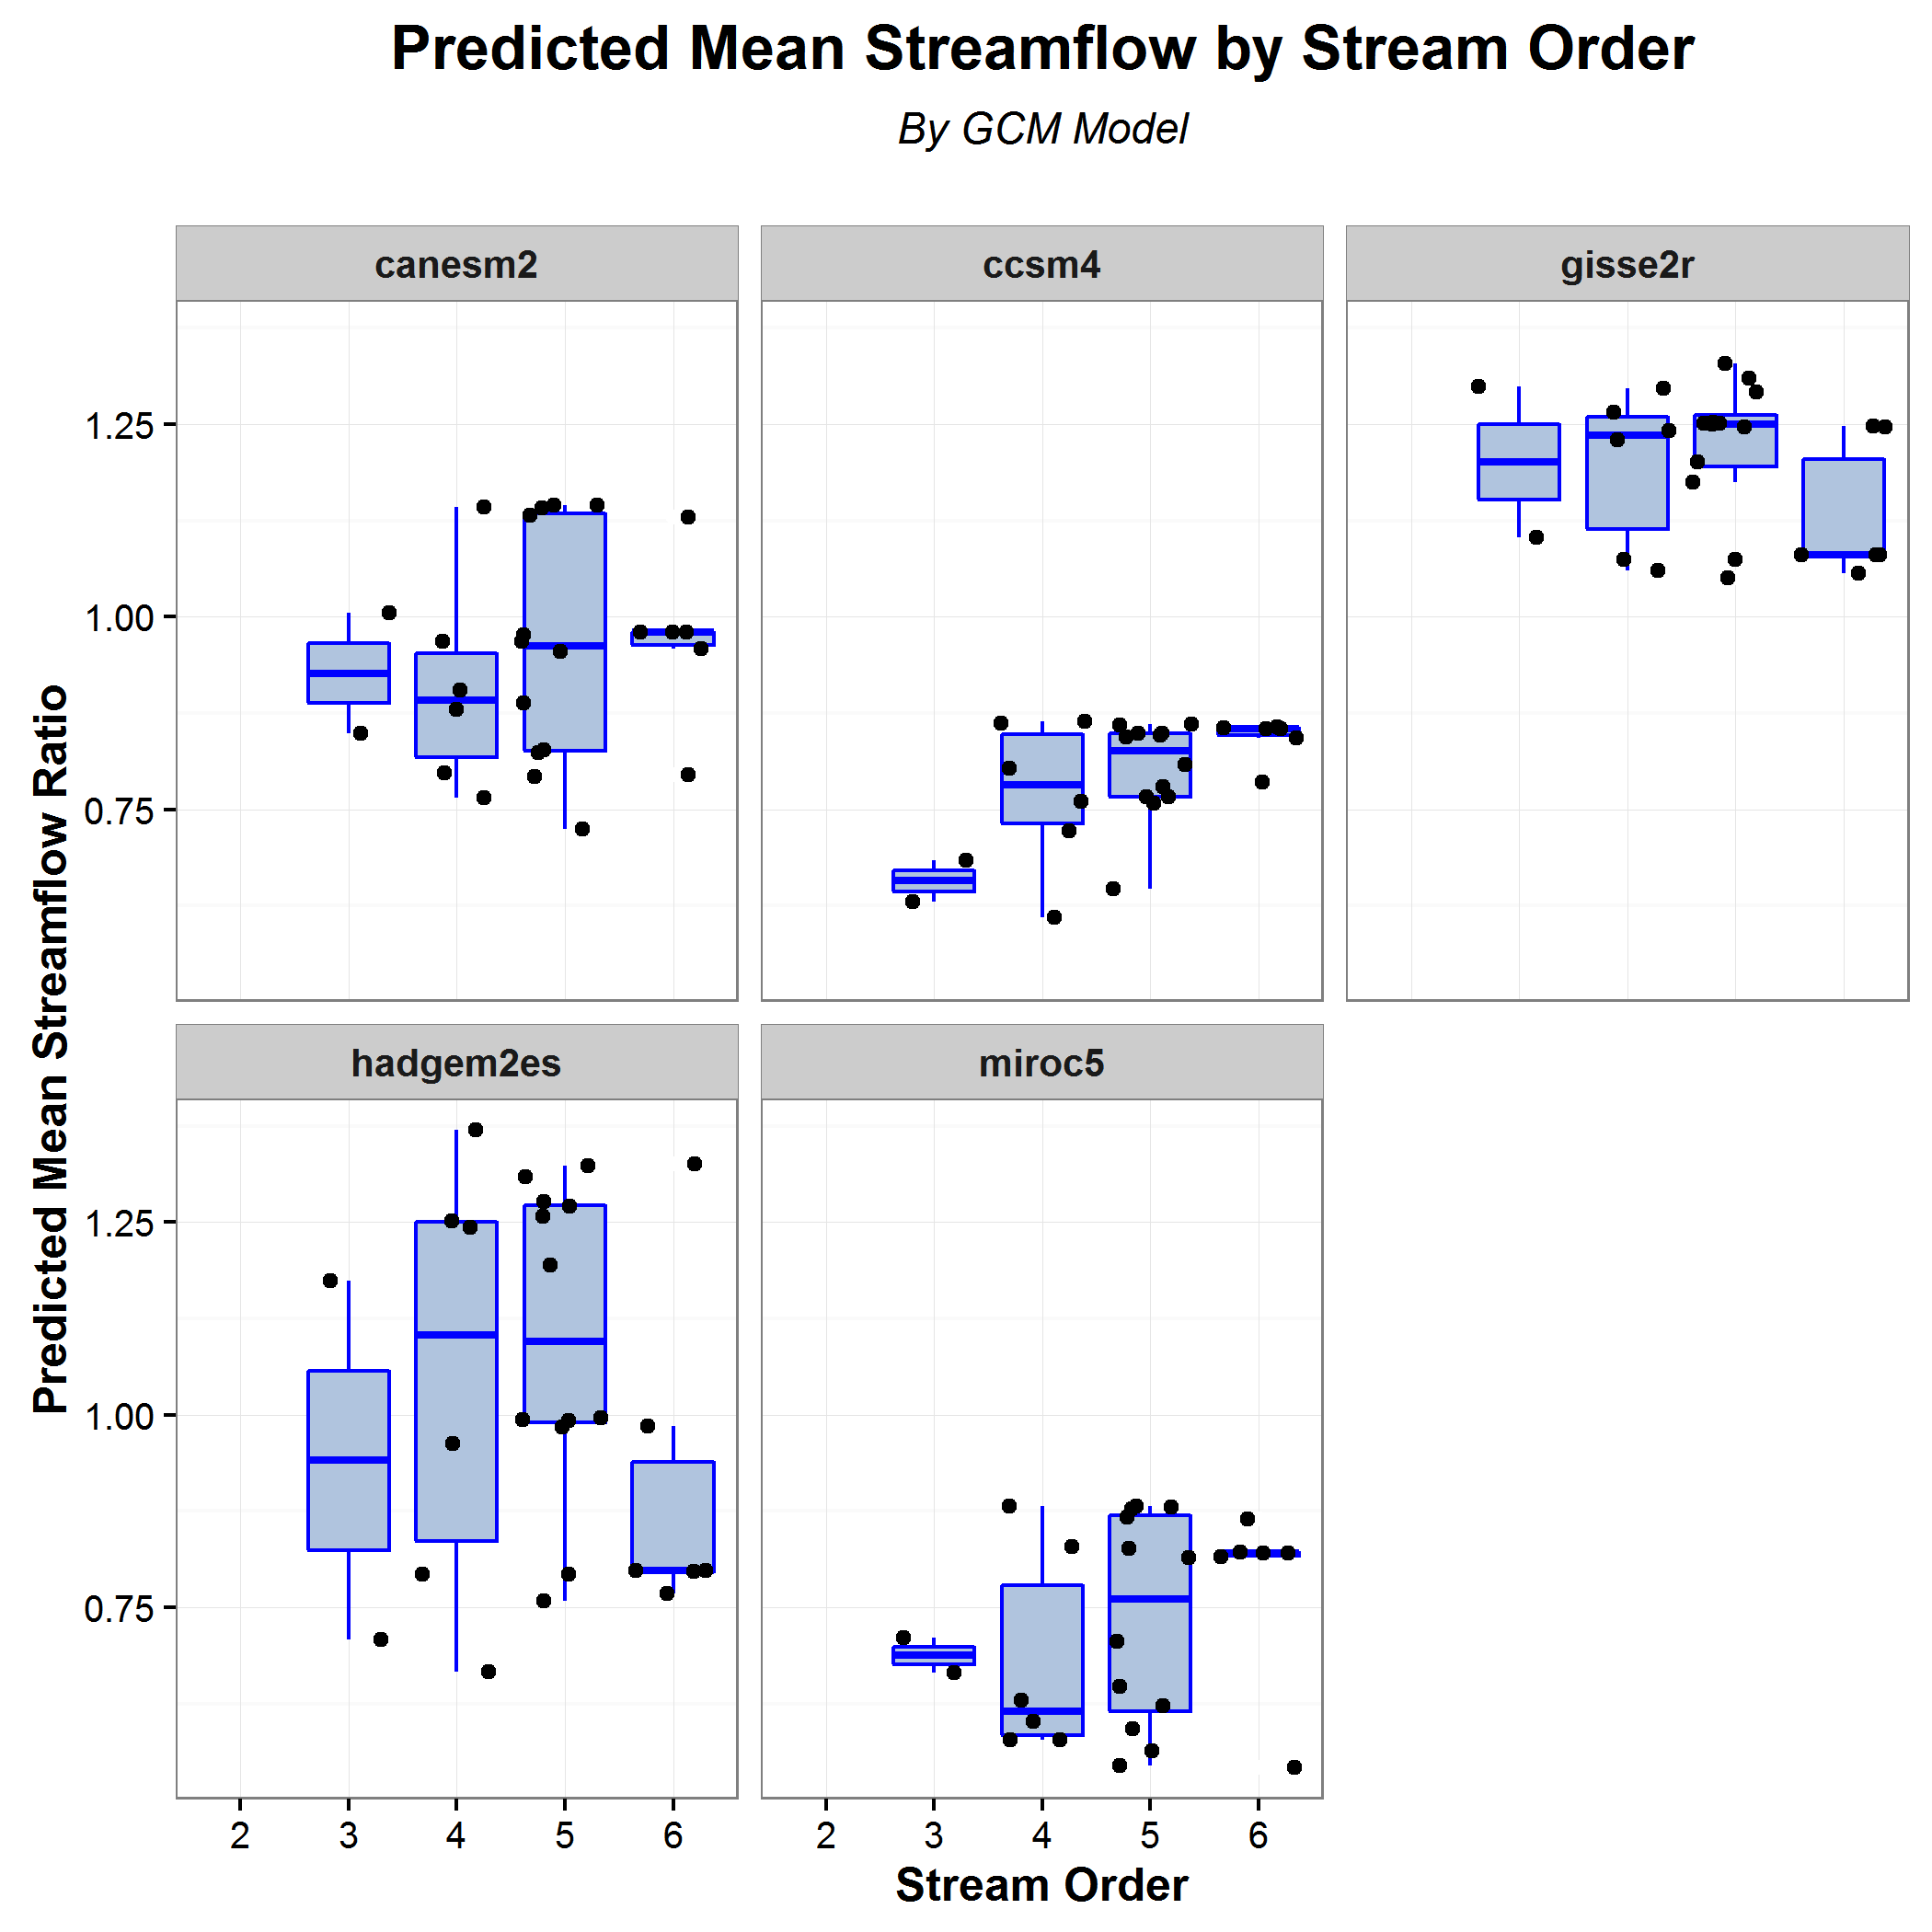 Predicted Mean Streamflow by Stream Order
By GCM Model
canesm2
ccsm4
gisse2r
1.25
1.00
0.75
Predicted Mean Streamflow Ratio
hadgem2es
miroc5
1.25
1.00
0.75
2 3 4 5 6
2 3 4 5 6
Stream Order